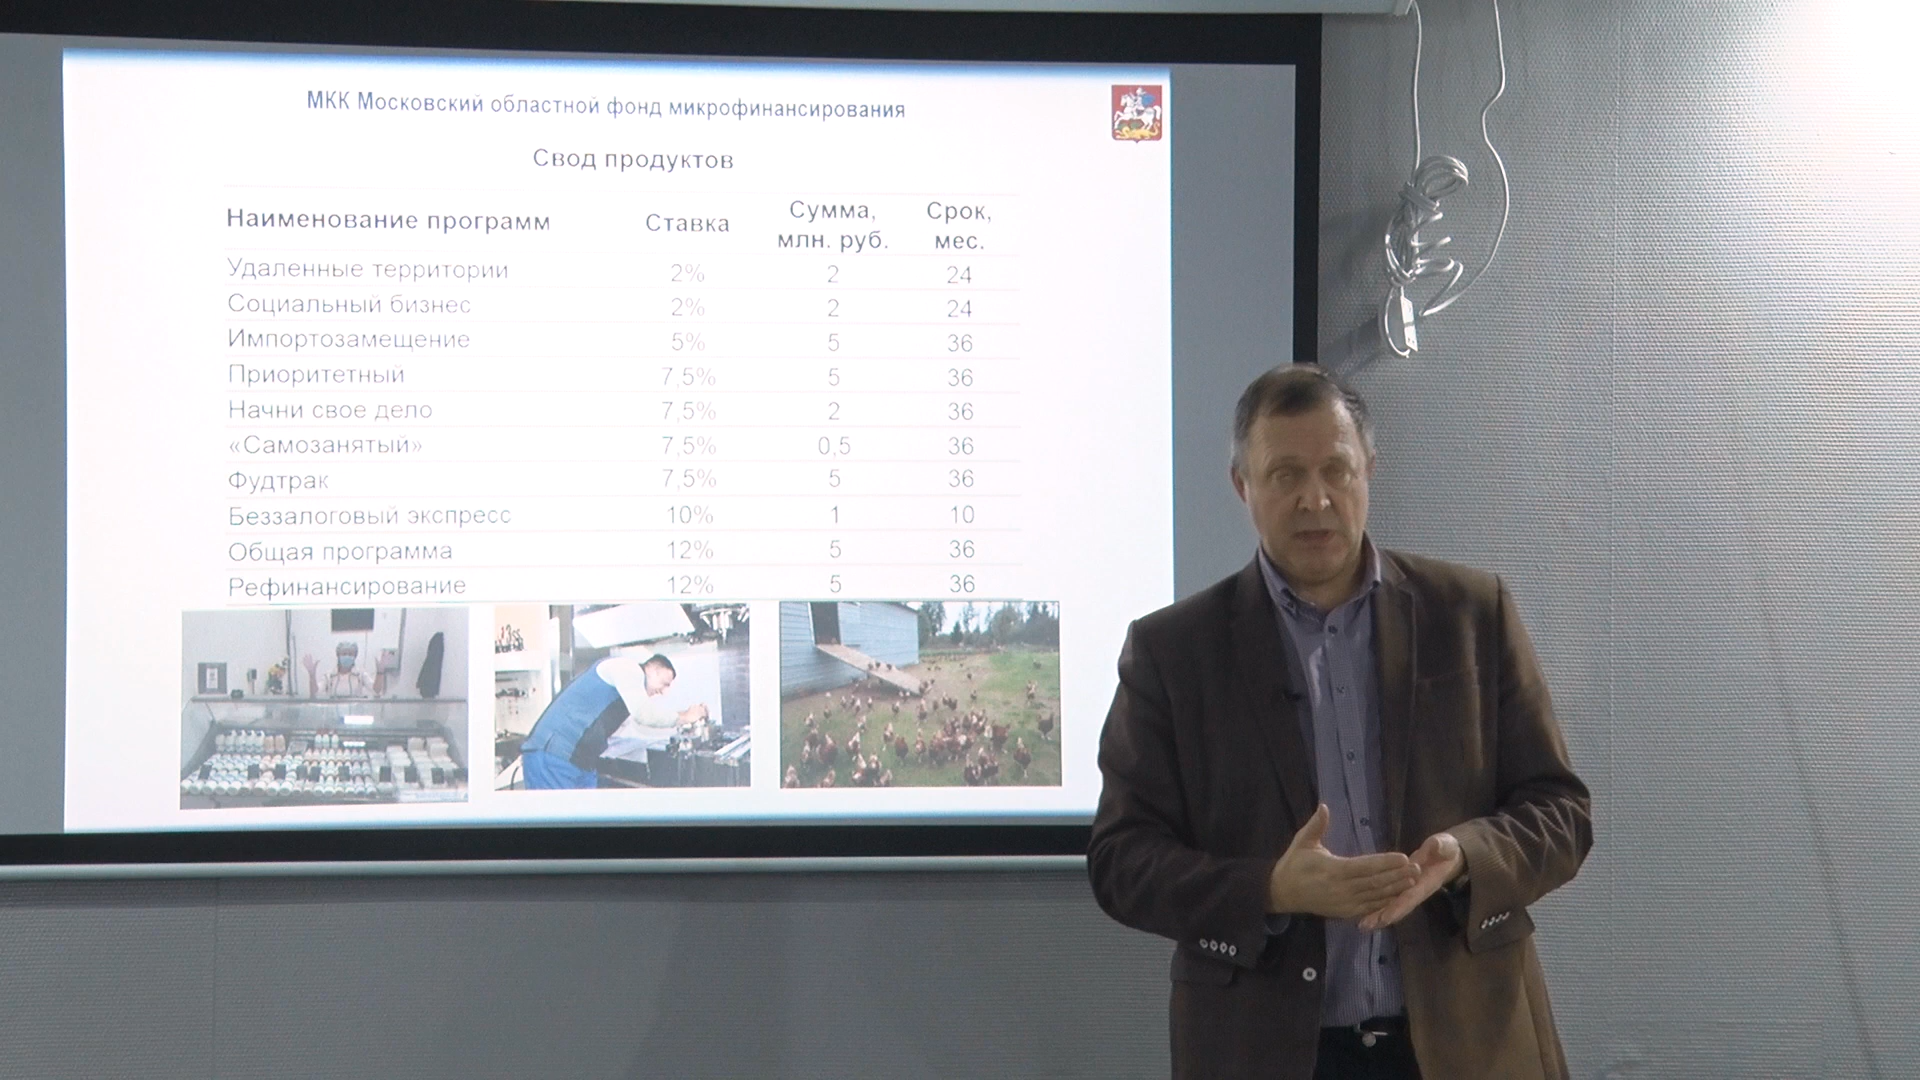 МКК Московский областной фонд микрофинансирования
Свод продуктов
Наименование программ Ставка Сумма, млн. руб. Срок, мес.
Удаленные территории 2% 2 24
Социальный бизнес 2% 2 24
Импортозамещение 5% 5 36
Приоритетный 7,5% 5 36
Начни свое дело 7,5% 2 36
«Самозанятый» 7,5% 0,5 36
Фудтрак 7,5% 5 36
Беззалоговый экспресс 10% 1 10
Общая программа 12% 5 36
Рефинансирование 12% 5 36